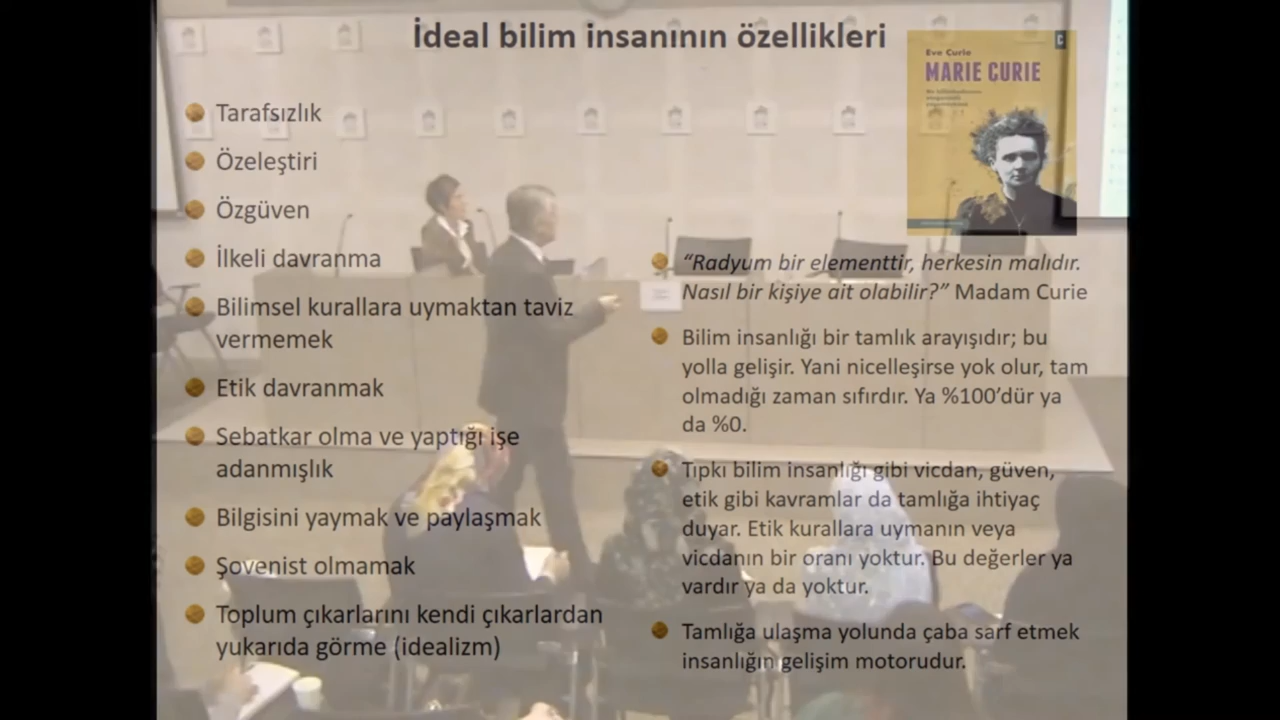 İdeal bilim insanının özellikleri
Tarafsızlık
Özeleştiri
Özgüven
İlkeli davranma
Bilimsel kurallara uymaktan taviz
vermemek
Etik davranmak
Sebatkar olma ve yaptığı işe
adanmışlık
Bilgisini yaymak ve paylaşmak
Şovenist olmamak
Toplum çıkarlarını kendi çıkarlardan
yukarıda görme (idealizm)
Eve Curie
MARIE CURIE
“Radyum bir elementtir, herkesin malıdır.
Nasıl bir kişiye ait olabilir?” Madam Curie
Bilim insanlığı bir tamlık arayışıdır; bu
yolla gelişir. Yani nicelleşirse yok olur, tam
olmadığı zaman sıfırdır. Ya %100’dür ya
da %0.
Tıpkı bilim insanlığı gibi vicdan, güven,
etik gibi kavramlar da tamlığa ihtiyaç
duyar. Etik kurallara uymanın veya
vicdanın bir oranı yoktur. Bu değerler ya
vardır ya da yoktur.
Tamlığa ulaşma yolunda çaba sarf etmek
insanlığın gelişim motorudur.